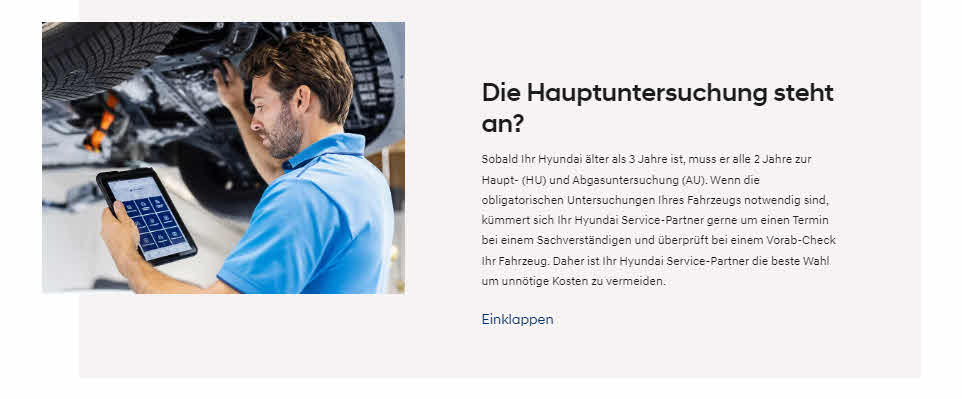 Die Hauptuntersuchung steht
an?
Sobald Ihr Hyundai älter als 3 Jahre ist, muss er alle 2 Jahre zur
Haupt- (HU) und Abgasuntersuchung (AU). Wenn die
obligatorischen Untersuchungen Ihres Fahrzeugs notwendig sind,
kümmert sich Ihr Hyundai Service-Partner gerne um einen Termin
bei einem Sachverständigen und überprüft bei einem Vorab-Check
Ihr Fahrzeug. Daher ist Ihr Hyundai Service-Partner die beste Wahl
um unnötige Kosten zu vermeiden.
Einklappen